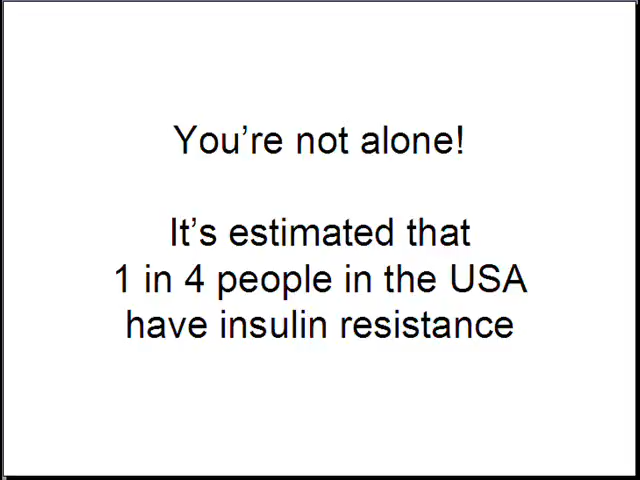 You’re not alone!
It’s estimated that
1 in 4 people in the USA
have insulin resistance